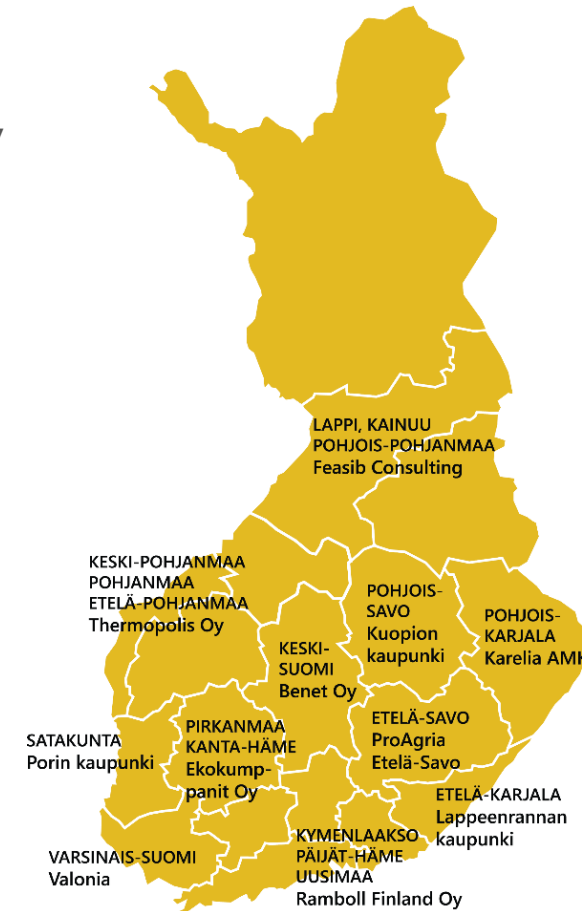 LAPPI, KAINUU
POHJOIS-POHJANMAA
Feasib Consulting
KESKI-POHJANMAA
POHJANMAA
ETELÄ-POHJANMAA
Thermopolis Oy
POHJOIS-
SAVO
Kuopion
kaupunki
POHJOIS-
KARJALA
Karelia AMK
KESKI-
SUOMI
Benet Oy
ETELÄ-SAVO
ProAgria
Etelä-Savo
SATAKUNTA
Porin kaupunki
PIRKANMAA
KANTA-HÄME
Ekokump-
panit Oy
ETELÄ-KARJALA
Lappeenrannan
kaupunki
KYMENLAAKSO
PÄIJÄT-HÄME
UUSIMAA
Ramboll Finland Oy
VARSINAIS-SUOMI
Valonia